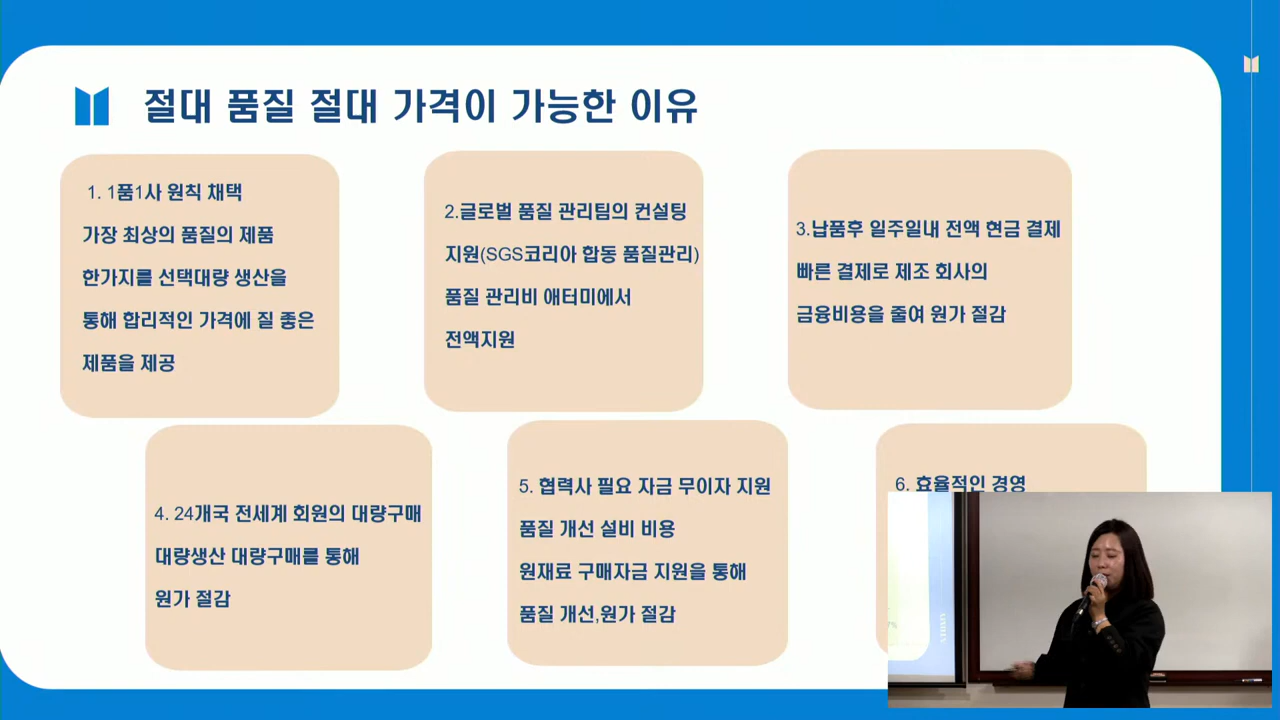 절대 품질 절대 가격이 가능한 이유
1. 1품1사 원칙 채택
가장 최상의 품질의 제품
한가지를 선택대량 생산을
통해 합리적인 가격에 질 좋은
제품을 제공
2.글로벌 품질 관리팀의 컨설팅
지원(SGS코리아 합동 품질관리)
품질 관리비 애터미에서
전액지원
3.납품후 일주일내 전액 현금 결제
빠른 결제로 제조 회사의
금융비용을 줄여 원가 절감
4. 24개국 전세계 회원의 대량구매
대량생산 대량구매를 통해
원가 절감
5. 협력사 필요 자금 무이자 지원
품질 개선 설비 비용
원재료 구매자금 지원을 통해
품질 개선,원가 절감
6. 효율적인 경영